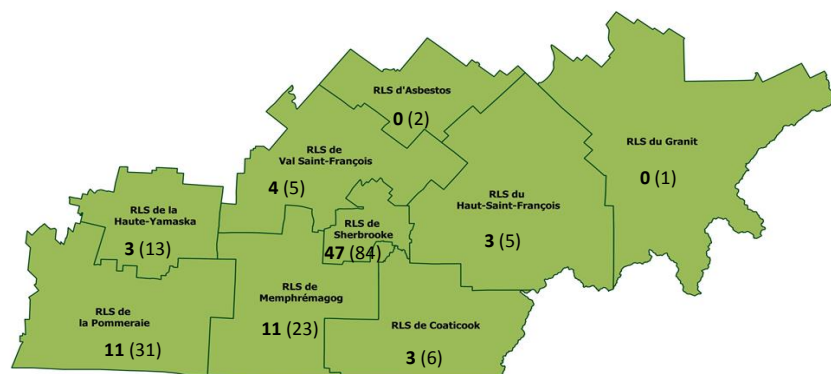 RLS d'Asbestos
0 (2)
RLS du Granit
0 (1)
RLS de
Val Saint-François
4 (5)
RLS du
Haut-Saint-François
3 (5)
RLS de la
Haute-Yamaska
3 (13)
RLS de
Sherbrooke
47 (84)
RLS de
Memphrémagog
11 (23)
RLS de
la Pommeraie
11 (31)
RLS de Coaticook
3 (6)